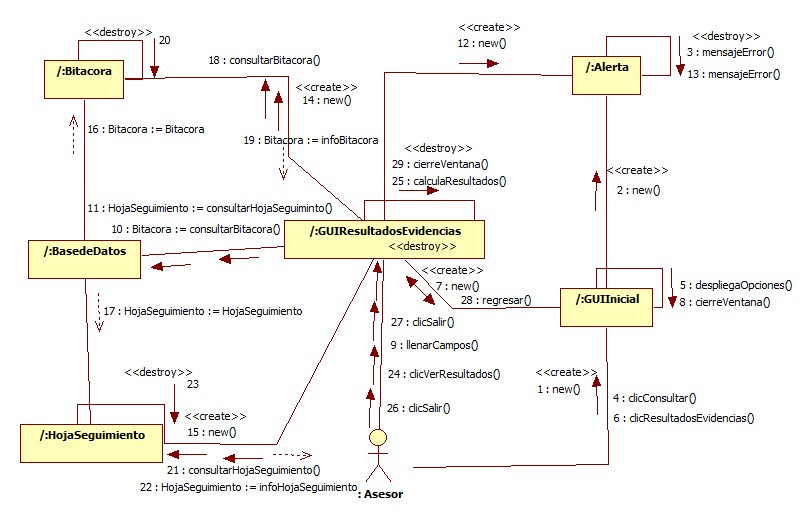 <<destroy>>
20
/:Bitacora
18 : consultarBitacora()
<<create>>
14 : new()
<<create>>
12 : new()
<<destroy>>
3 : mensajeError()
/:Alerta
13 : mensajeError()
16 : Bitacora := Bitacora
19 : Bitacora := infoBitacora
<<destroy>>
29 : cierreVentana()
25 : calculaResultados()
<<create>>
2 : new()
11 : HojaSeguimiento := consultarHojaSeguiminto()
10 : Bitacora := consultarBitacora()
/:GUIResultadosEvidencias
<<destroy>>
/:BasedeDatos
<<create>>
7 : new()
28 : regresar()
/:GUIInicial
5 : despliegaOpciones()
8 : cierreVentana()
17 : HojaSeguimiento := HojaSeguimiento
27 : clicSalir()
9 : llenarCampos()
24 : clicVerResultados()
26 : clicSalir()
<<create>>
1 : new()
4 : clicConsultar()
6 : clicResultadosEvidencias()
<<destroy>>
23
<<create>>
15 : new()
/:HojaSeguimiento
21 : consultarHojaSeguimiento()
22 : HojaSeguimiento := infoHojaSeguimiento
: Asesor